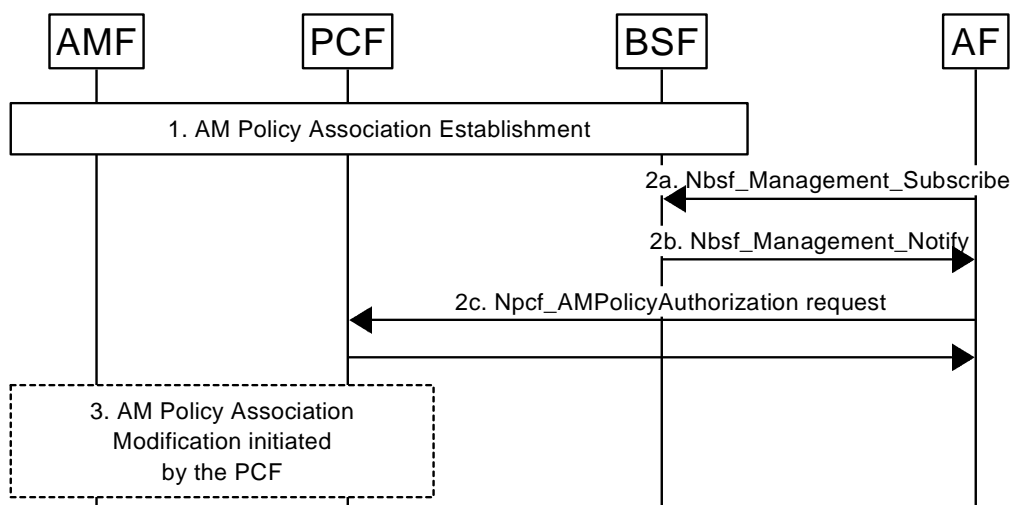 AMF
PCF
BSF
AF
1. AM Policy Association Establishment
2a. Nbsf_Management_Subscribe
2b. Nbsf_Management_Notify
2c. Npcf_AMPolicyAuthorization request
3. AM Policy Association
Modification initiated
by the PCF